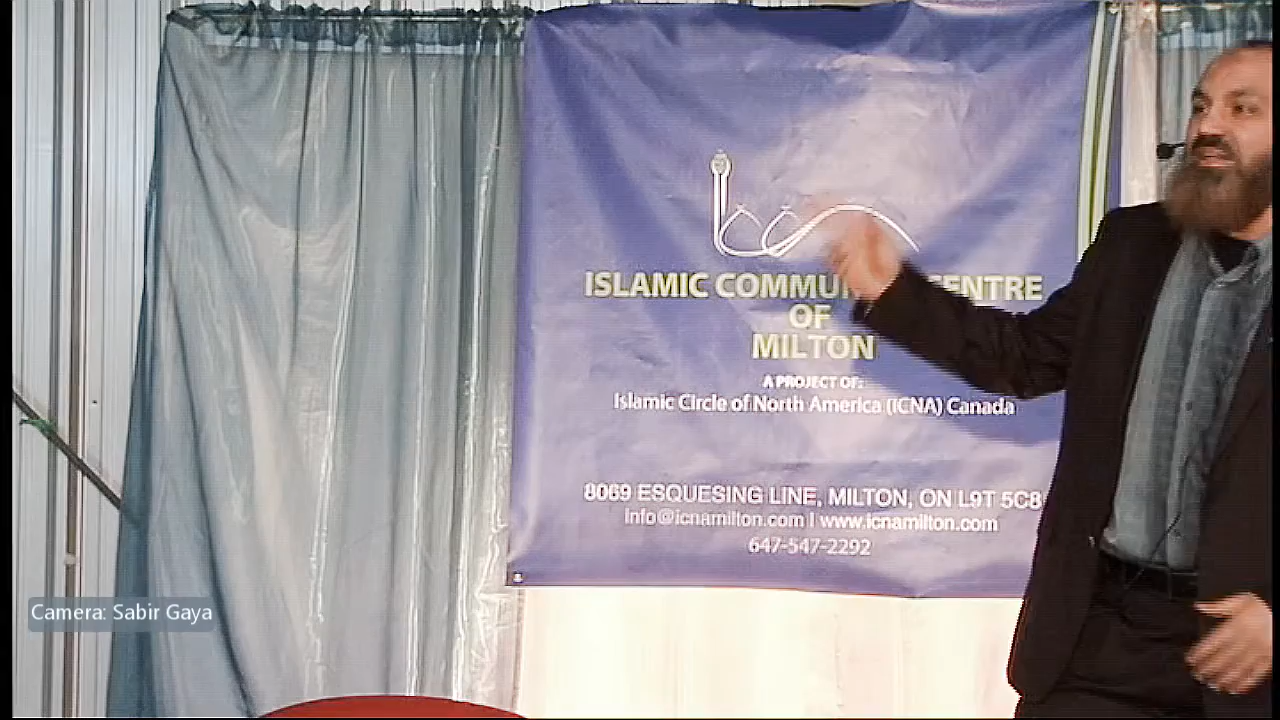 ISLAMIC COMMU ENTRE
OF
MILTON
A PROJECT OF:
Islamic Circle of North America (ICNA) Canada
8069 ESQUESING LINE, MILTON, ON L9T 5C8
info@icnamilton.com | www.icnamilton.com
647-547-2292
Camera: Sabir Gaya